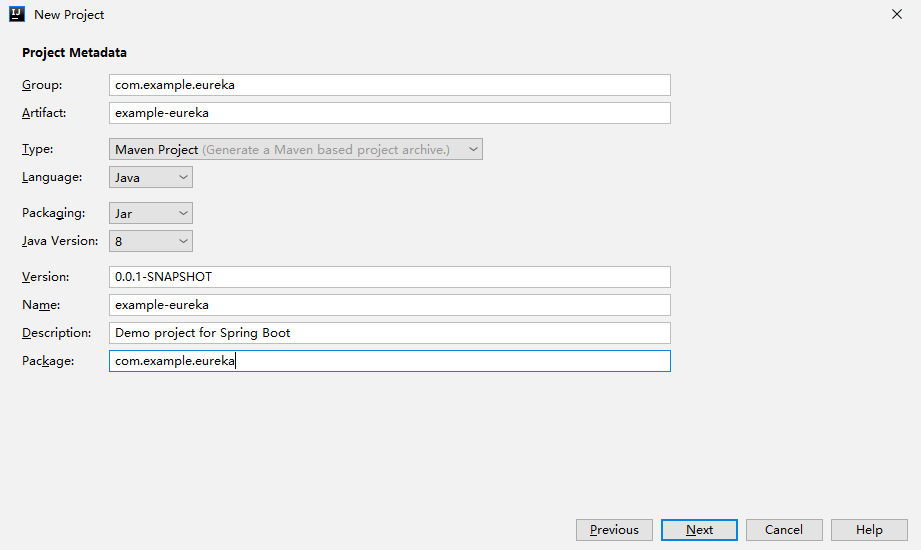 New Project
Project Metadata
Group: com.example.eureka
Artifact: example-eureka
Type: Maven Project (Generate a Maven based project archive.)
Language: Java
Packaging: Jar
Java Version: 8
Version: 0.0.1-SNAPSHOT
Name: example-eureka
Description: Demo project for Spring Boot
Package: com.example.eureka
Previous Next Cancel Help